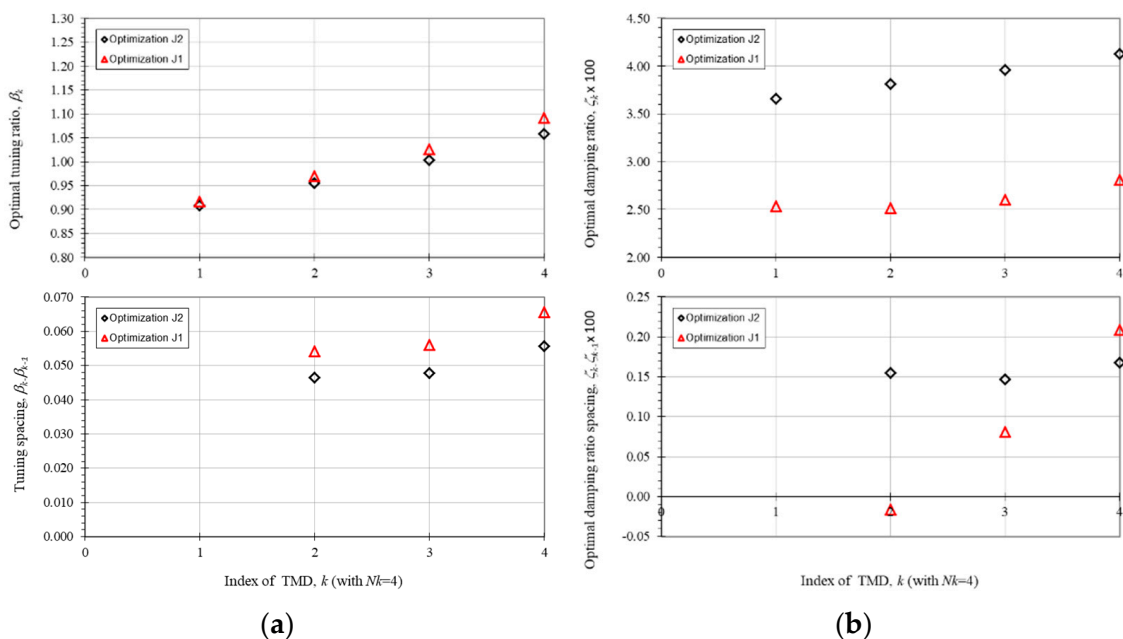 Optimal tuning ratio, βk
1.30
1.25
1.20
1.15
1.10
1.05
1.00
0.95
0.90
0.85
0.80
Optimization J2
Optimization J1
0 1 2 3 4
Tuning spacing, βk-βk-1
0.070
0.060
0.050
0.040
0.030
0.020
0.010
0.000
Optimization J2
Optimization J1
0 1 2 3 4
Index of TMD, k (with Nk=4)
(a)
Optimal damping ratio, ζk x 100
4.50
4.00
3.50
3.00
2.50
2.00
Optimization J2
Optimization J1
0 1 2 3 4
Optimal damping ratio spacing, ζk-ζk-1 x 100
0.25
0.20
0.15
0.10
0.05
0.00
-0.05
Optimization J2
Optimization J1
0 1 2 3 4
Index of TMD, k (with Nk=4)
(b)